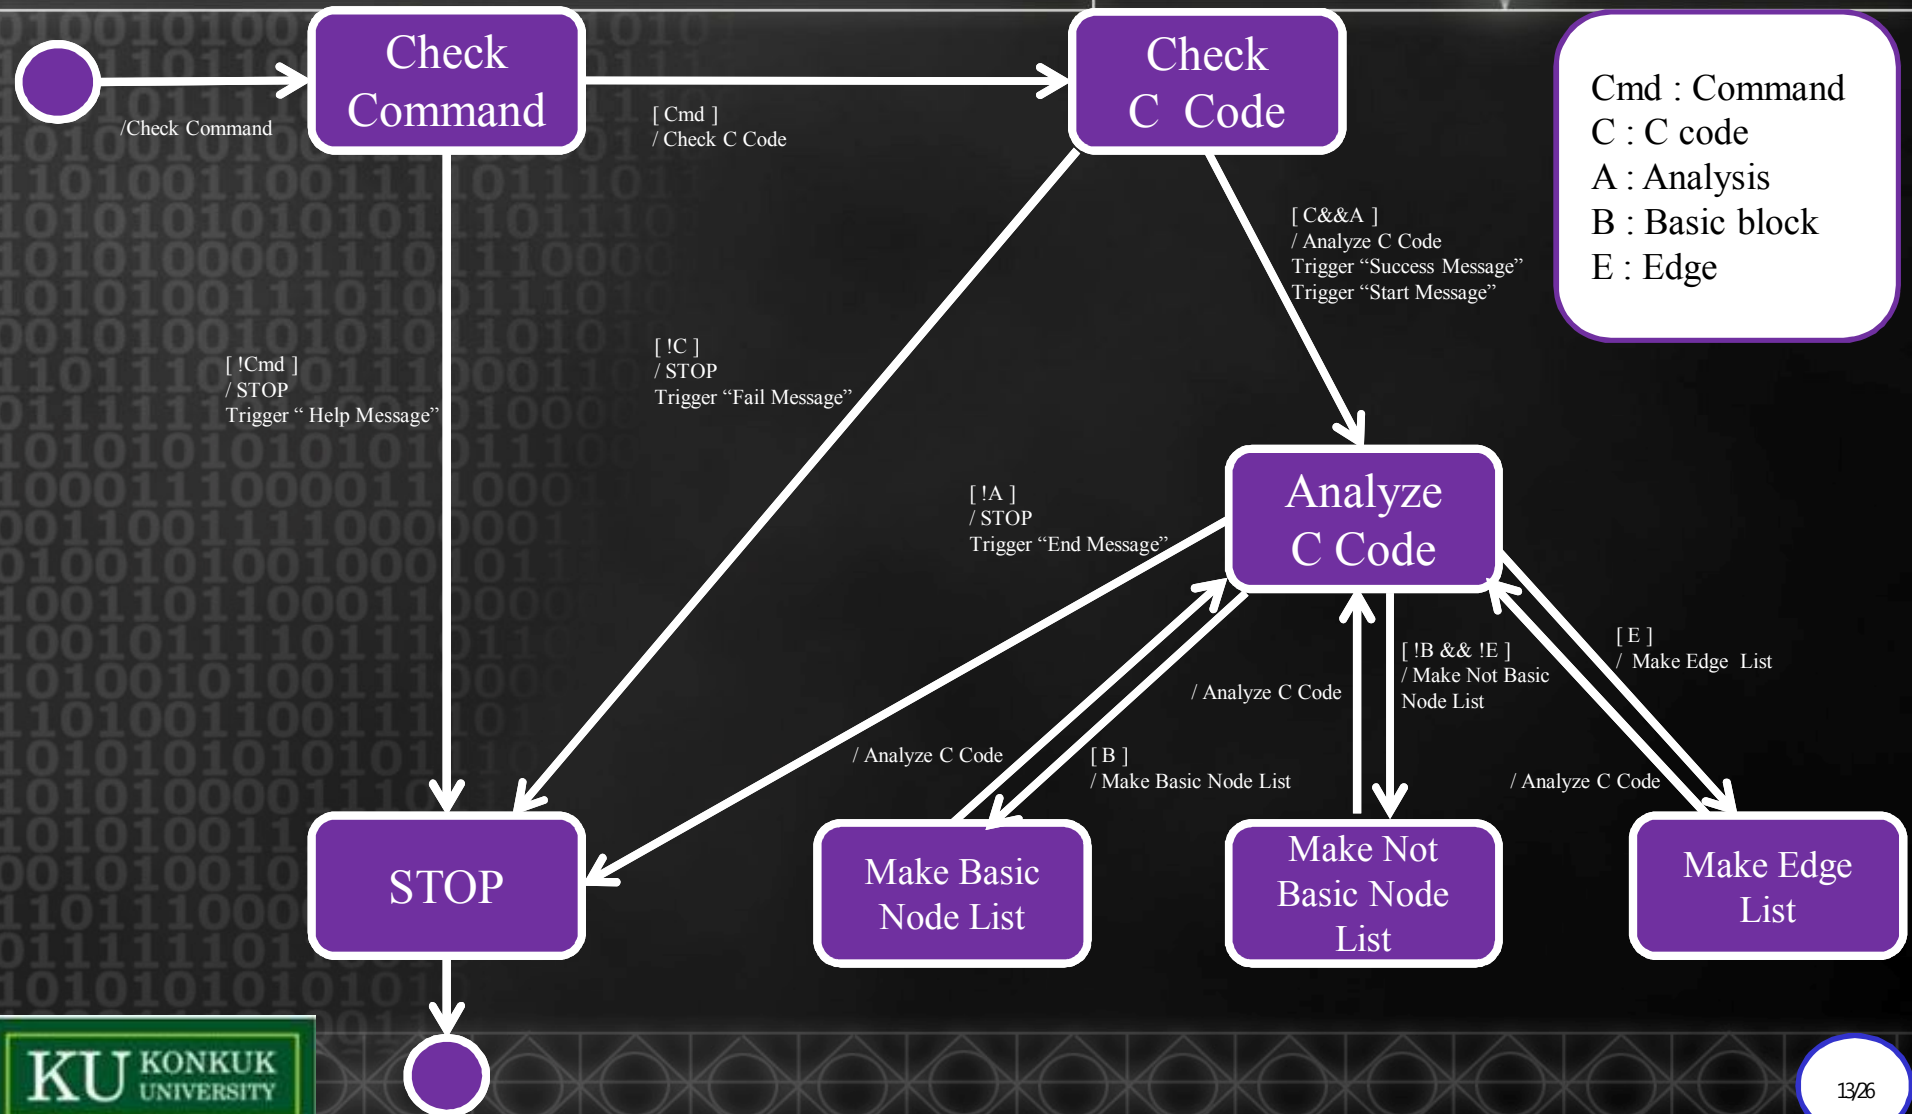 Check
Command
Check
C Code
Cmd : Command
C : C code
A : Analysis
B : Basic block
E : Edge
/Check Command
[ Cmd ]
/ Check C Code
[ C&&A ]
/ Analyze C Code
Trigger “Success Message”
Trigger “Start Message”
[ !Cmd ]
/ STOP
Trigger “ Help Message”
[ !C ]
/ STOP
Trigger “Fail Message”
[ !A ]
/ STOP
Trigger “End Message”
Analyze
C Code
[ !B && !E ]
/ Make Not Basic
Node List
[ E ]
/ Make Edge List
/ Analyze C Code
/ Analyze C Code
[ B ]
/ Make Basic Node List
/ Analyze C Code
STOP
Make Basic
Node List
Make Not
Basic Node
List
Make Edge
List
KU KONKUK
UNIVERSITY
13/26